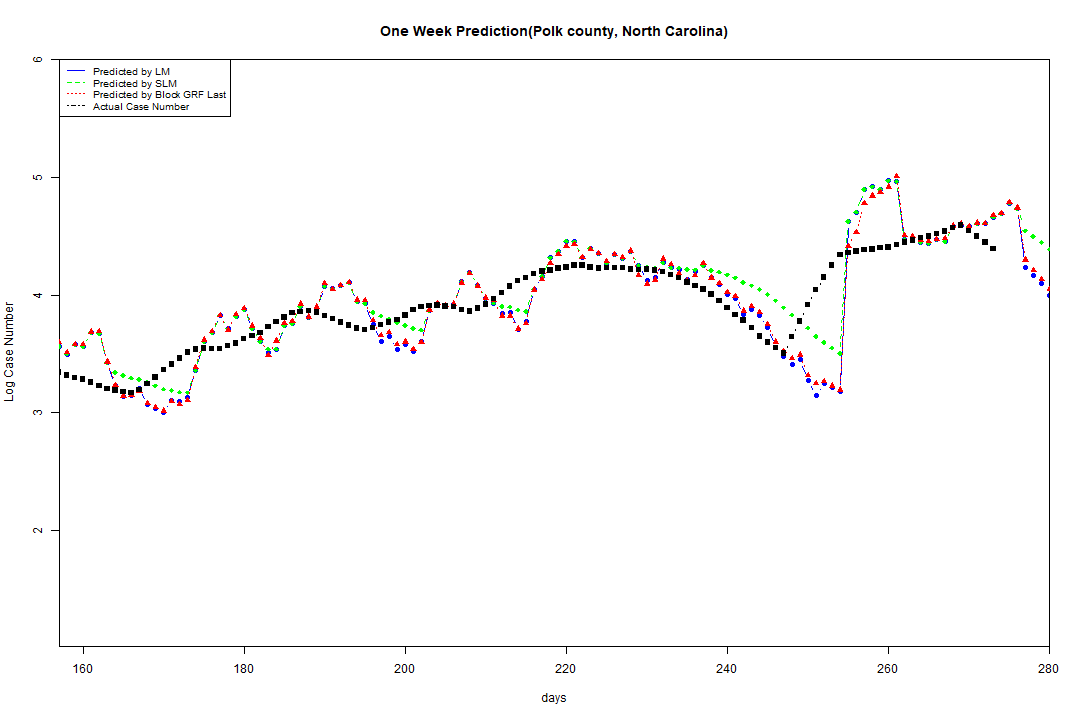 One Week Prediction(Polk county, North Carolina)
Predicted by LM
Predicted by SLM
Predicted by Block GRF Last
Actual Case Number
6
5
4
3
2
Log Case Number
160 180 200 220 240 260 280
days